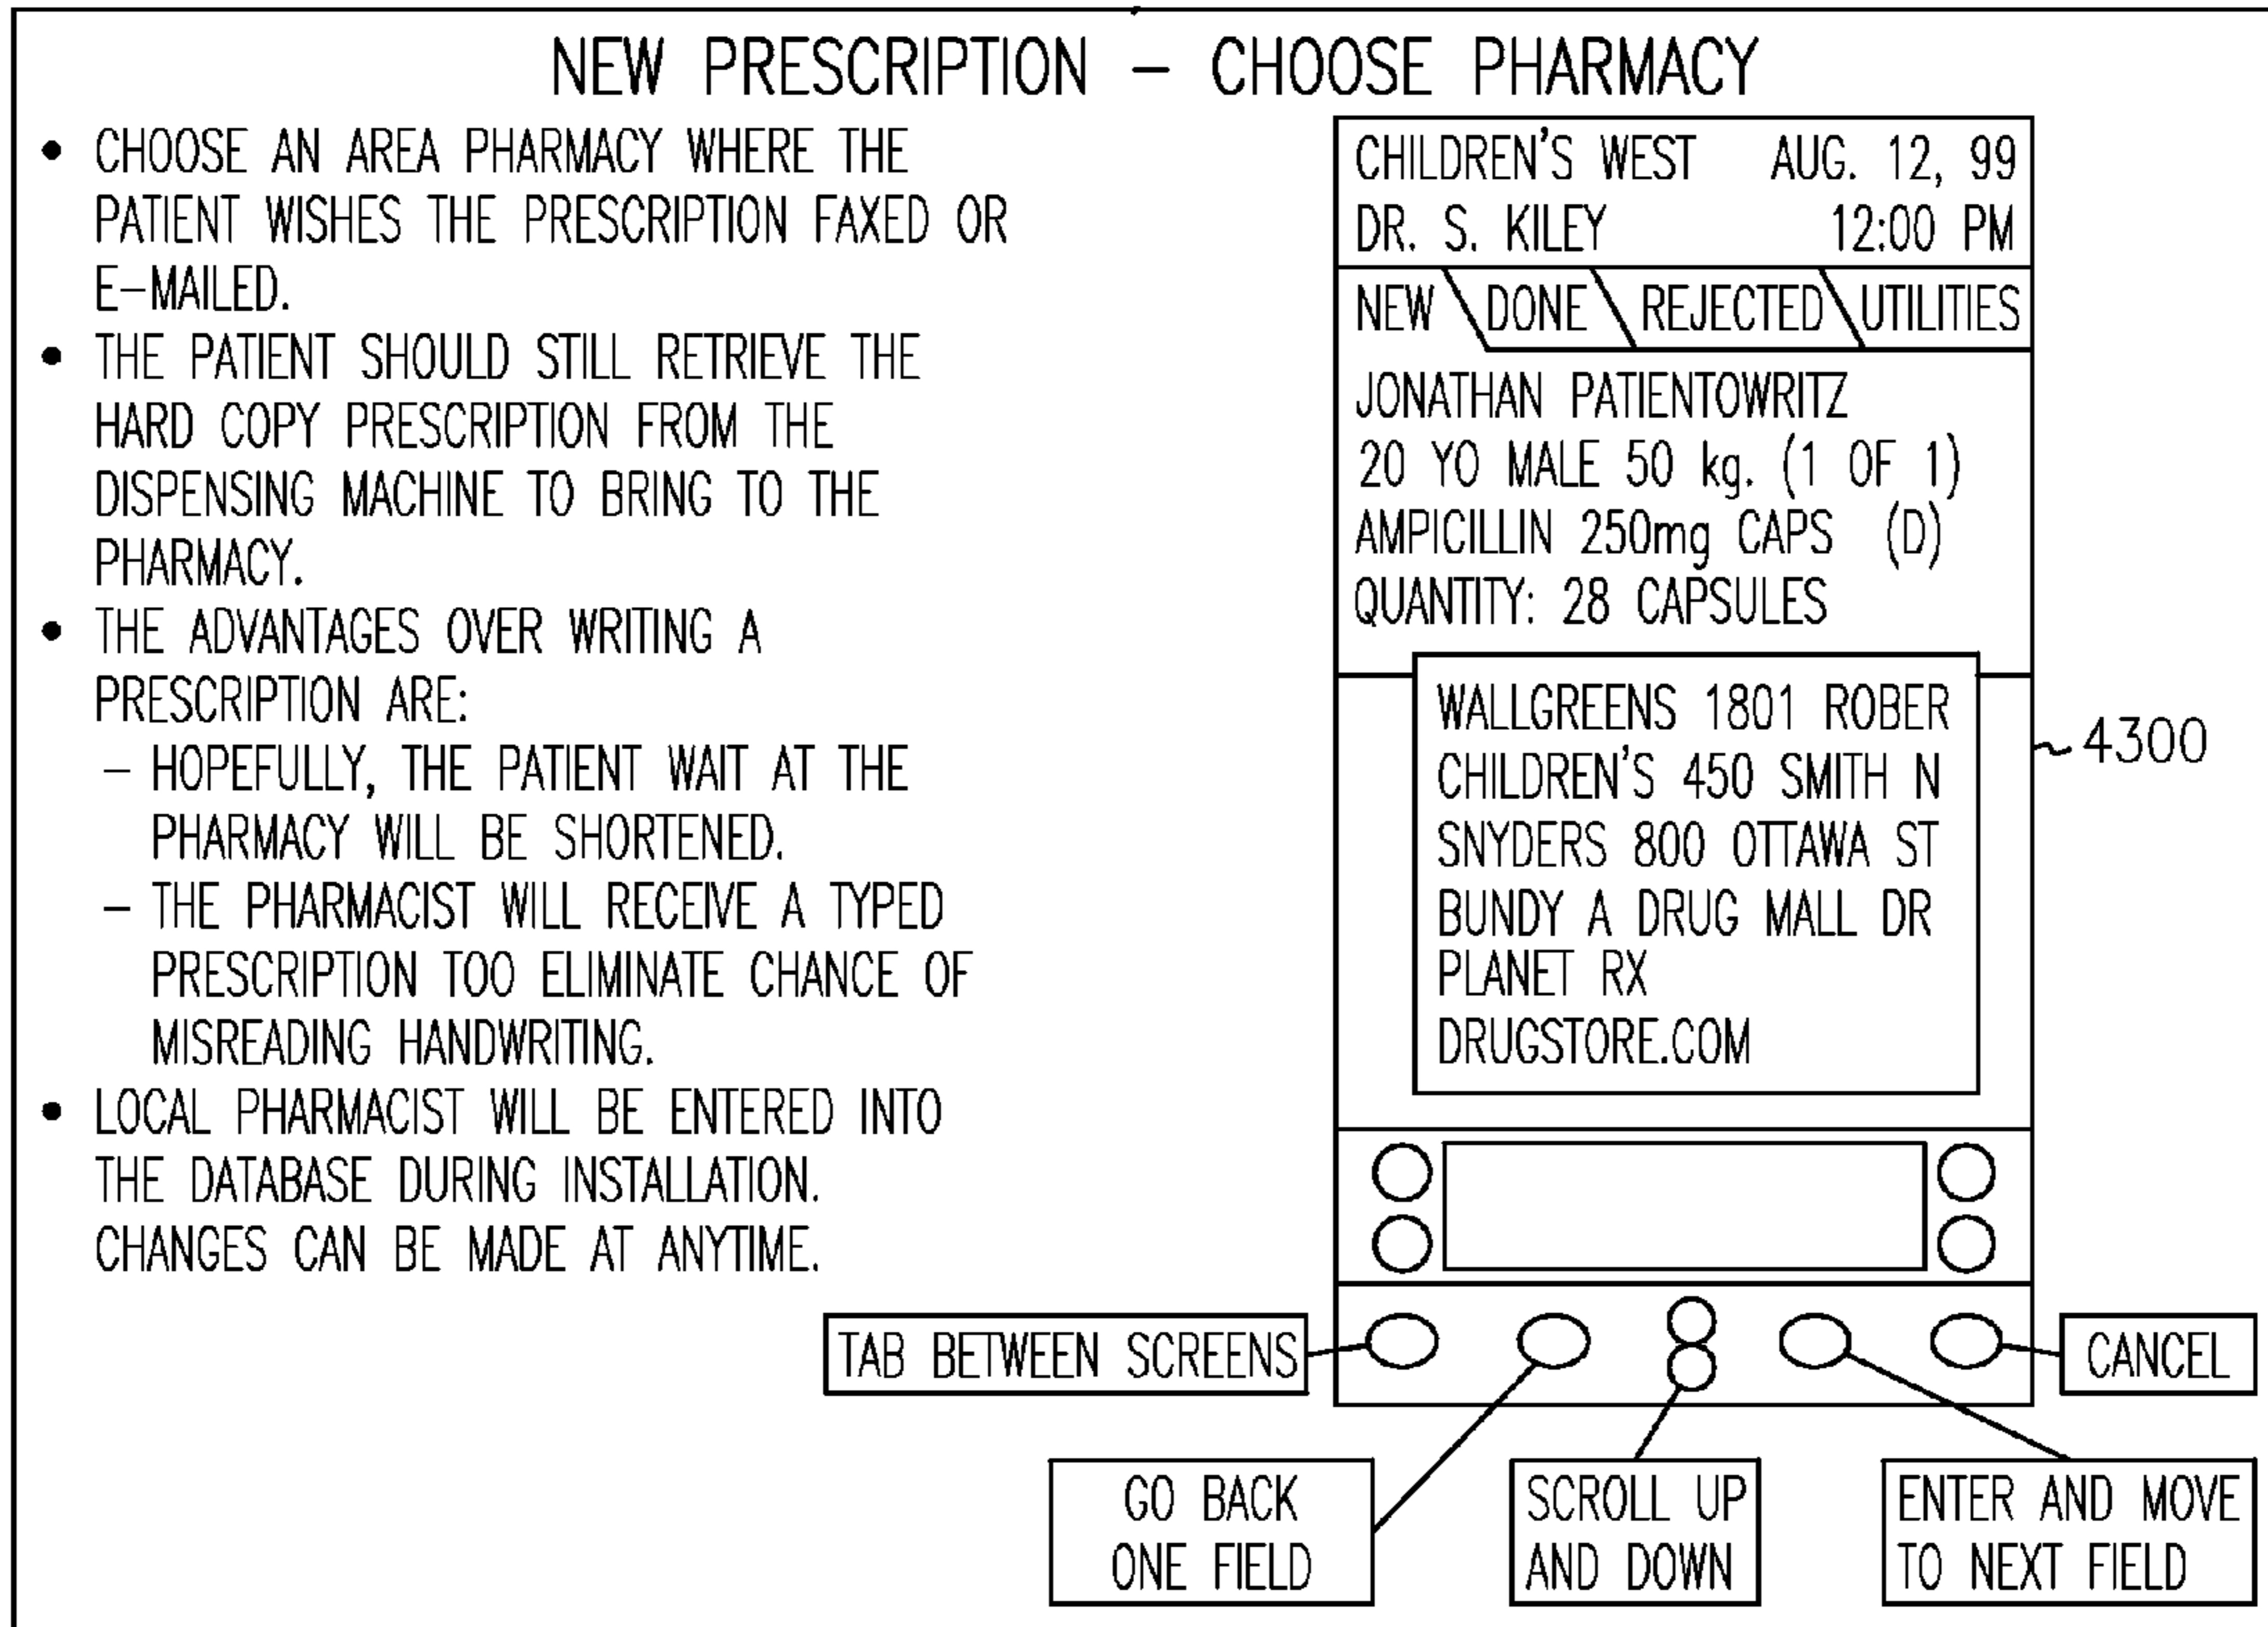 NEW PRESCRIPTION – CHOOSE PHARMACY
• CHOOSE AN AREA PHARMACY WHERE THE
PATIENT WISHES THE PRESCRIPTION FAXED OR
E-MAILED.
• THE PATIENT SHOULD STILL RETRIEVE THE
HARD COPY PRESCRIPTION FROM THE
DISPENSING MACHINE TO BRING TO THE
PHARMACY.
• THE ADVANTAGES OVER WRITING A
PRESCRIPTION ARE:
– HOPEFULLY, THE PATIENT WAIT AT THE
PHARMACY WILL BE SHORTENED.
– THE PHARMACIST WILL RECEIVE A TYPED
PRESCRIPTION TOO ELIMINATE CHANCE OF
MISREADING HANDWRITING.
• LOCAL PHARMACIST WILL BE ENTERED INTO
THE DATABASE DURING INSTALLATION.
CHANGES CAN BE MADE AT ANYTIME.
CHILDREN'S WEST AUG. 12, 99
DR. S. KILEY 12:00 PM
NEW DONE REJECTED UTILITIES
JONATHAN PATIENTOWRITZ
20 YO MALE 50 kg. (1 OF 1)
AMPICILLIN 250mg CAPS (D)
QUANTITY: 28 CAPSULES
WALLGREENS 1801 ROBER
CHILDREN'S 450 SMITH N
SNYDERS 800 OTTAWA ST
BUNDY A DRUG MALL DR
PLANET RX
DRUGSTORE.COM
4300
TAB BETWEEN SCREENS
CANCEL
GO BACK
ONE FIELD
SCROLL UP
AND DOWN
ENTER AND MOVE
TO NEXT FIELD